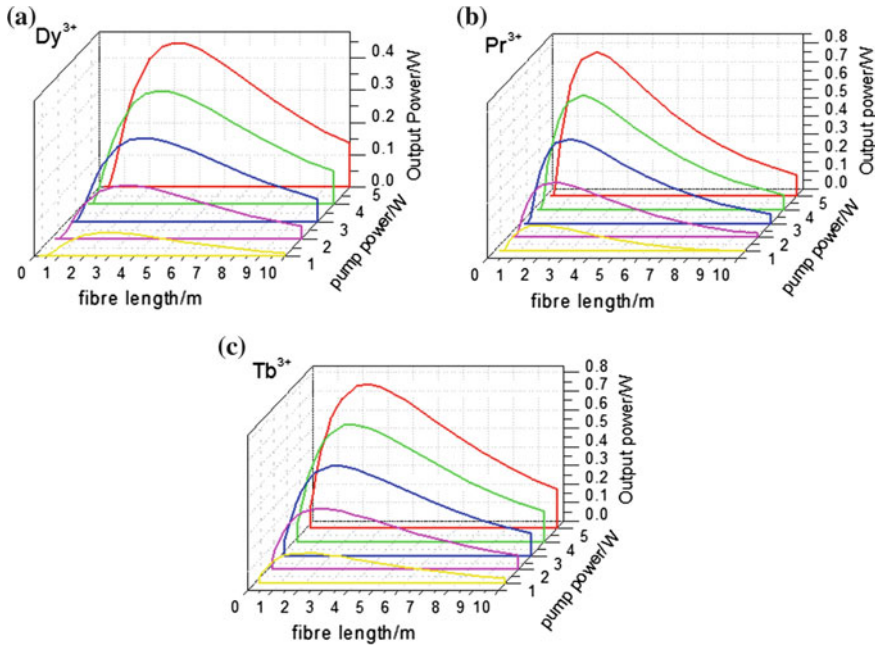 (a)
Dy³⁺
0.4
0.3
0.2
0.1
0.0
Output Power/W
5
4
3
2
1
pump power/W
0 1 2 3 4 5 6 7 8 9 10
fibre length/m
(b)
Pr³⁺
0.8
0.7
0.6
0.5
0.4
0.3
0.2
0.1
0.0
Output power/W
5
4
3
2
1
pump power/W
0 1 2 3 4 5 6 7 8 9 10
fibre length/m
(c)
Tb³⁺
0.8
0.7
0.6
0.5
0.4
0.3
0.2
0.1
0.0
Output power/W
5
4
3
2
1
pump power/W
0 1 2 3 4 5 6 7 8 9 10
fibre length/m